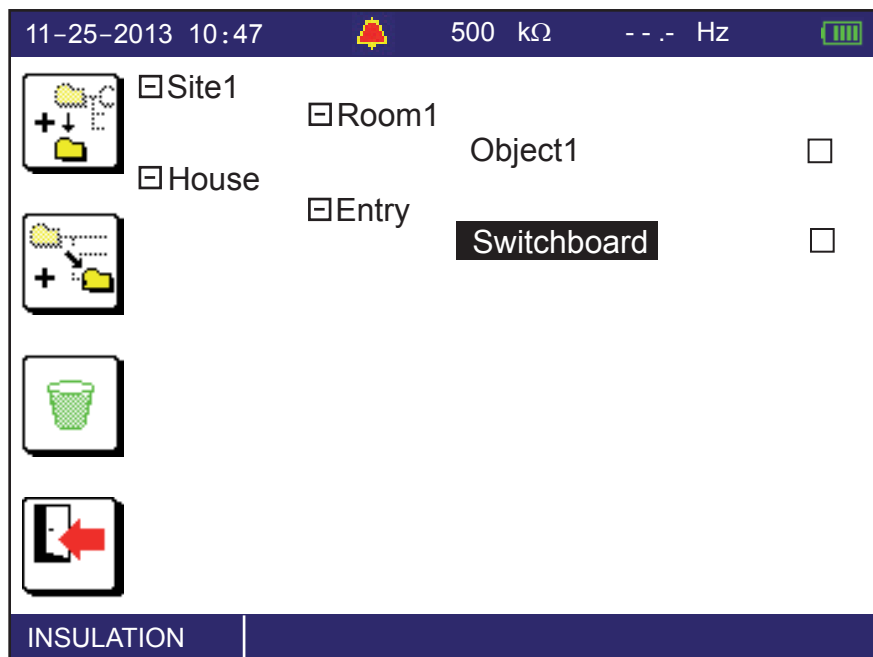 11-25-2013 10:47 500 kΩ - - .- Hz
Site1
Room1
Object1
House
Entry
Switchboard
INSULATION